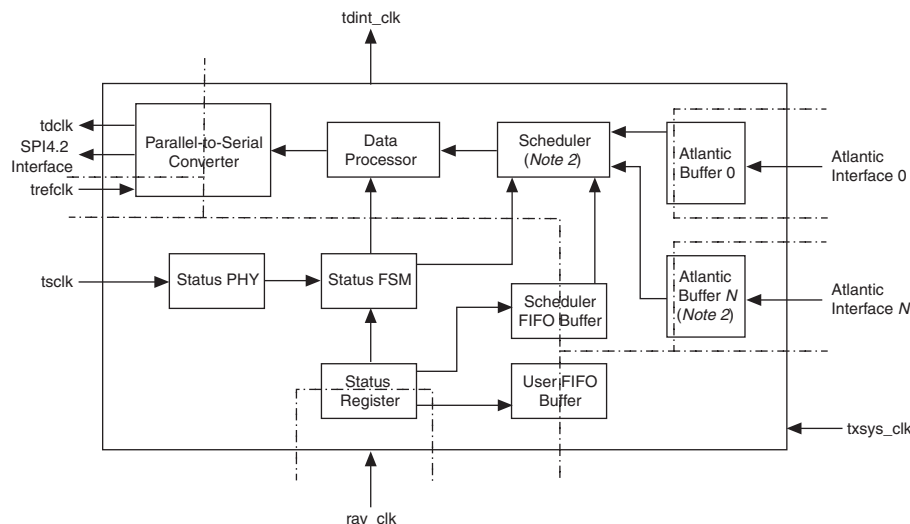 tdint_clk
tdclk
SPI4.2
Interface
trefclk
Parallel-to-Serial
Converter
Data
Processor
Scheduler
(Note 2)
Atlantic
Buffer 0
Atlantic
Interface 0
tsclk
Status PHY
Status FSM
Scheduler
FIFO Buffer
Atlantic
Buffer N
(Note 2)
Atlantic
Interface N
Status
Register
User FIFO
Buffer
txsys_clk
rav_clk